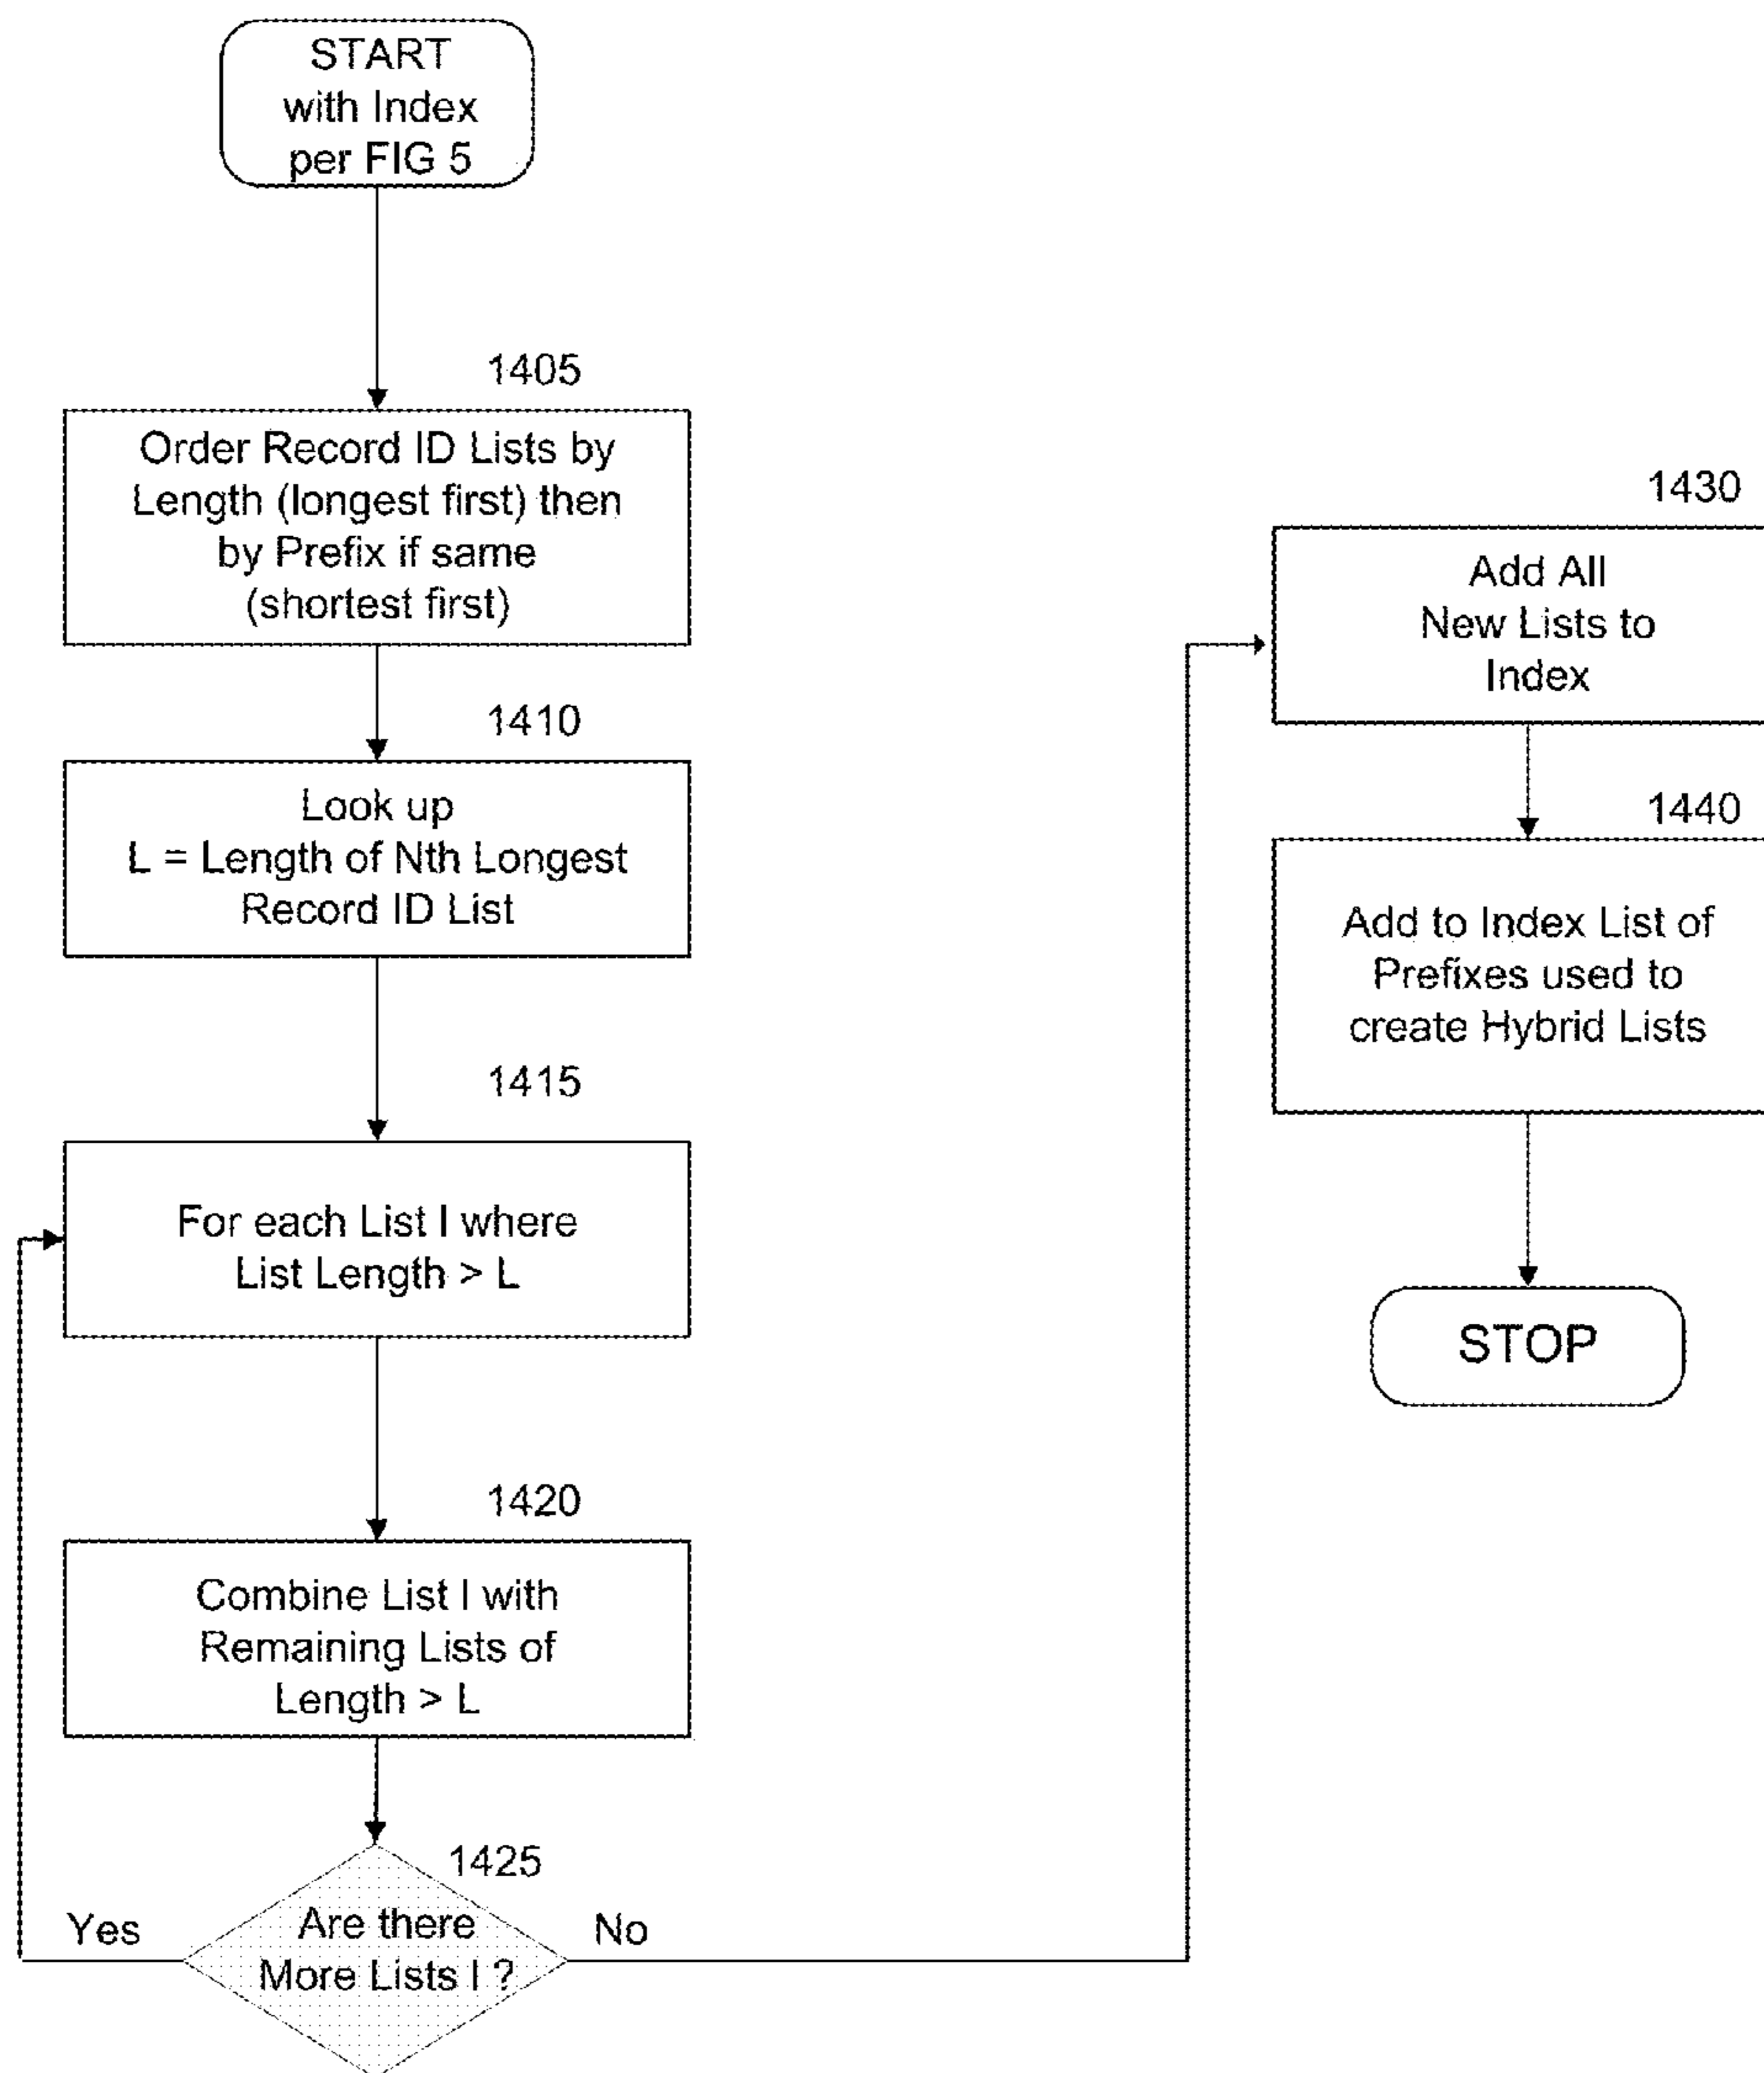 START
with Index
per FIG 5
1405
Order Record ID Lists by
Length (longest first) then
by Prefix if same
(shortest first)
1410
Look up
L = Length of Nth Longest
Record ID List
1415
For each List I where
List Length > L
1420
Combine List I with
Remaining Lists of
Length > L
1425
Are there
More Lists I ?
Yes
No
1430
Add All
New Lists to
Index
1440
Add to Index List of
Prefixes used to
create Hybrid Lists
STOP